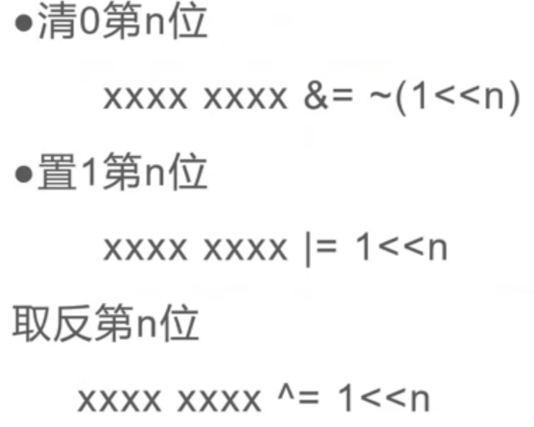 ●清0第n位
xxxx xxxx &= ~(1<<n)
●置1第n位
xxxx xxxx |= 1<<n
取反第n位
xxxx xxxx ^= 1<<n